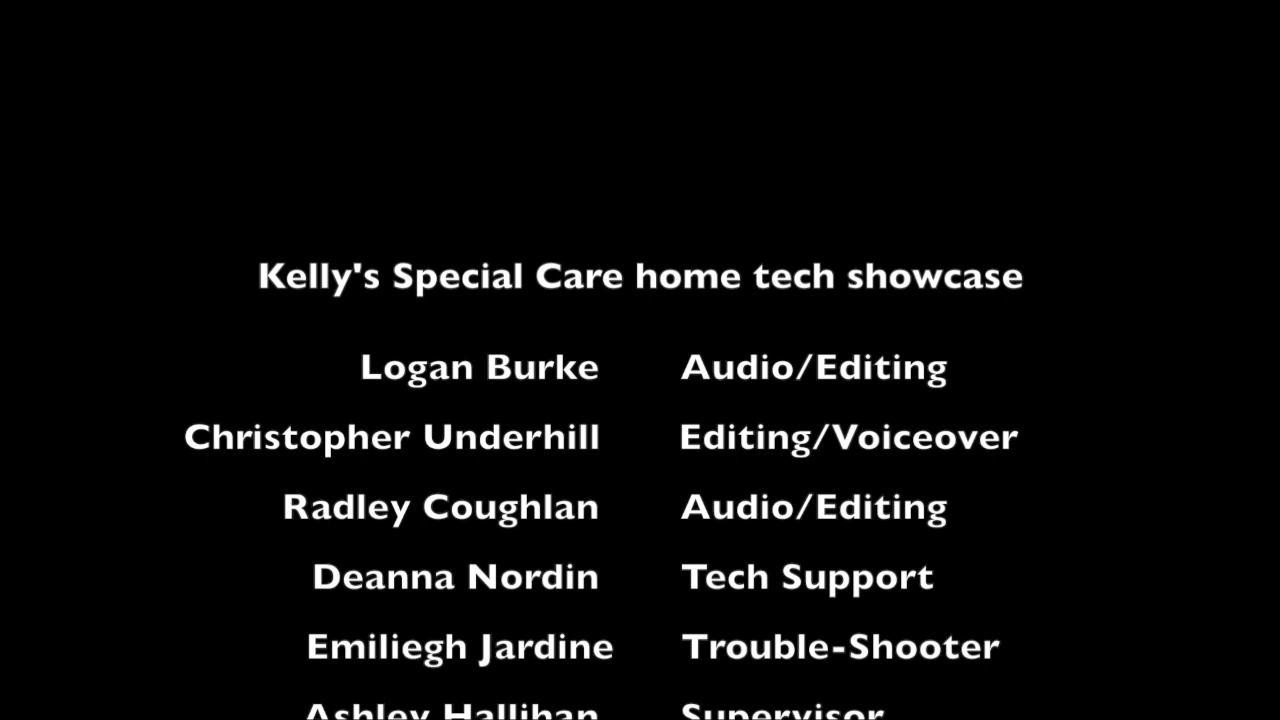 Kelly's Special Care home tech showcase
Logan Burke Audio/Editing
Christopher Underhill Editing/Voiceover
Radley Coughlan Audio/Editing
Deanna Nordin Tech Support
Emiliegh Jardine Trouble-Shooter
Ashley Hallihan Supervisor